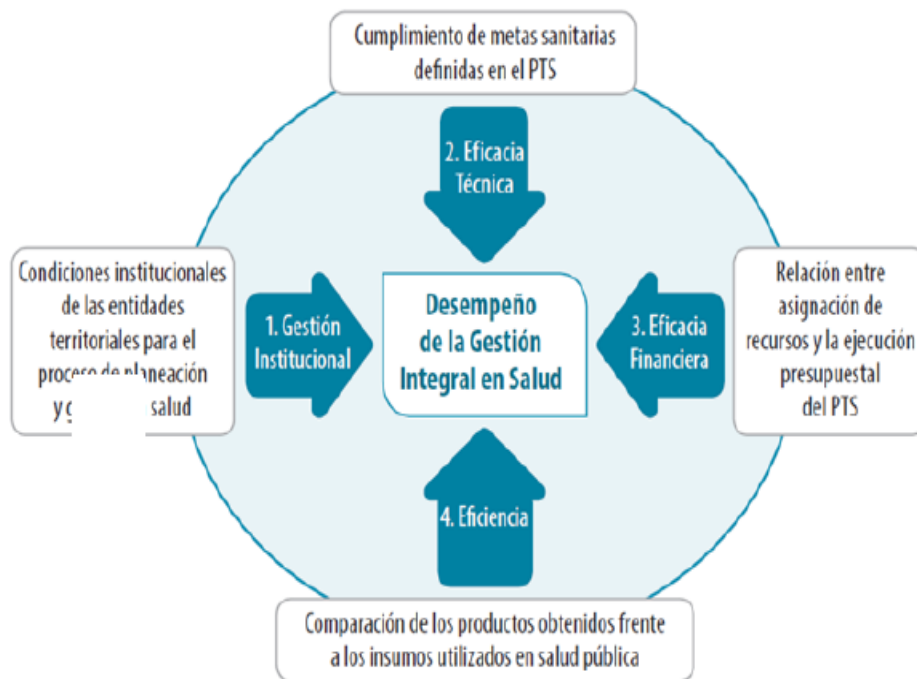 Cumplimiento de metas sanitarias
definidas en el PTS
2. Eficacia
Técnica
Condiciones institucionales
de las entidades
territoriales para el
proceso de planeación
y salud
1. Gestión
Institucional
Desempeño
de la Gestión
Integral en Salud
3. Eficacia
Financiera
Relación entre
asignación de
recursos y la ejecución
presupuestal
del PTS
4. Eficiencia
Comparación de los productos obtenidos frente
a los insumos utilizados en salud pública